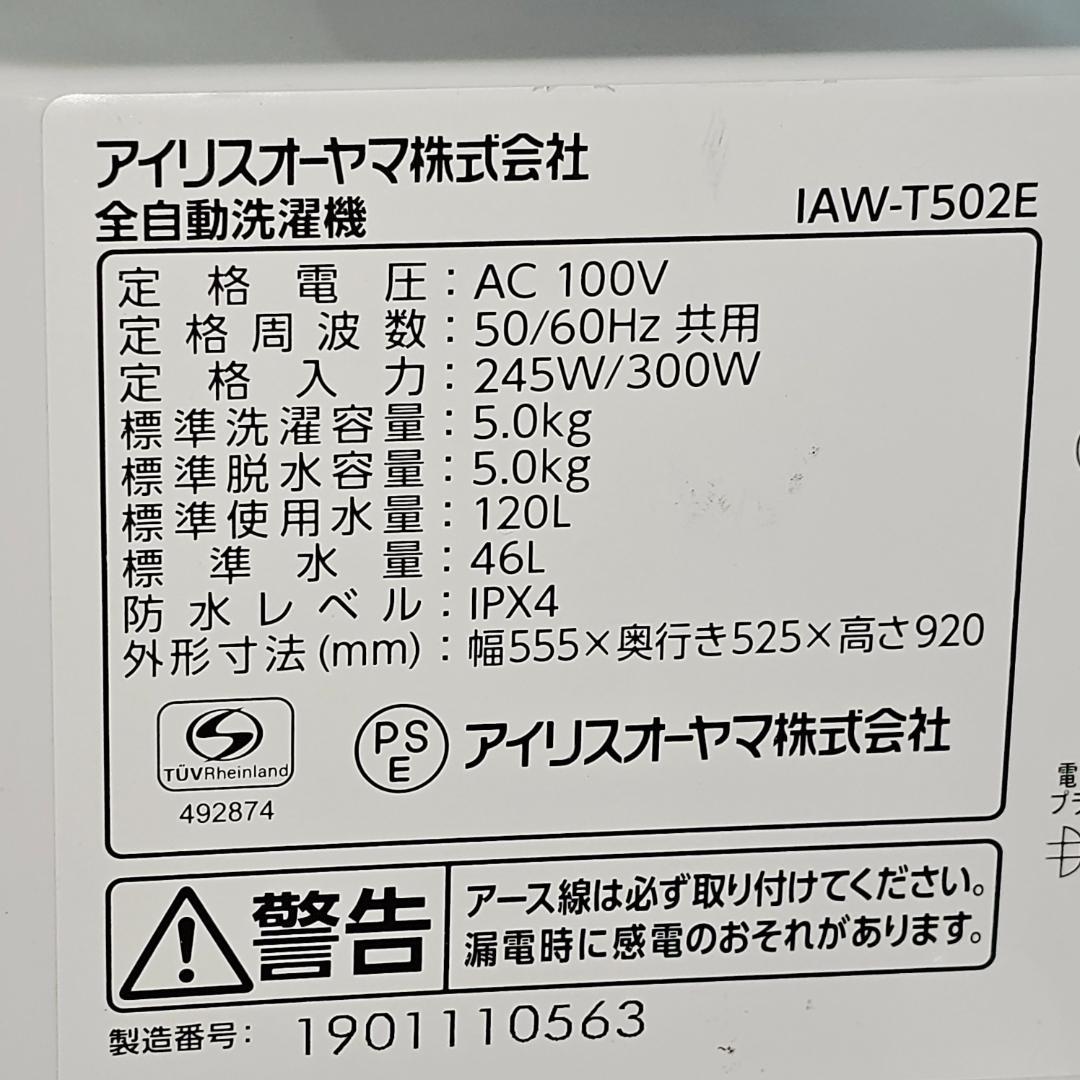 アイリスオーヤマ株式会社
全自動洗濯機
IAW-T502E
定格電圧：AC 100V
定格周波数：50/60Hz 共用
定格入力：245W/300W
標準洗濯容量：5.0kg
標準脱水容量：5.0kg
標準使用水量：120L
標準水量：46L
防水レベル：IPX4
外形寸法(mm)：幅555×奥行き525×高さ920
TÜVRheinland
492874
PS
E
アイリスオーヤマ株式会社
警告
アース線は必ず取り付けてください。
漏電時に感電のおそれがあります。
製造番号：1901110563
電
プラ